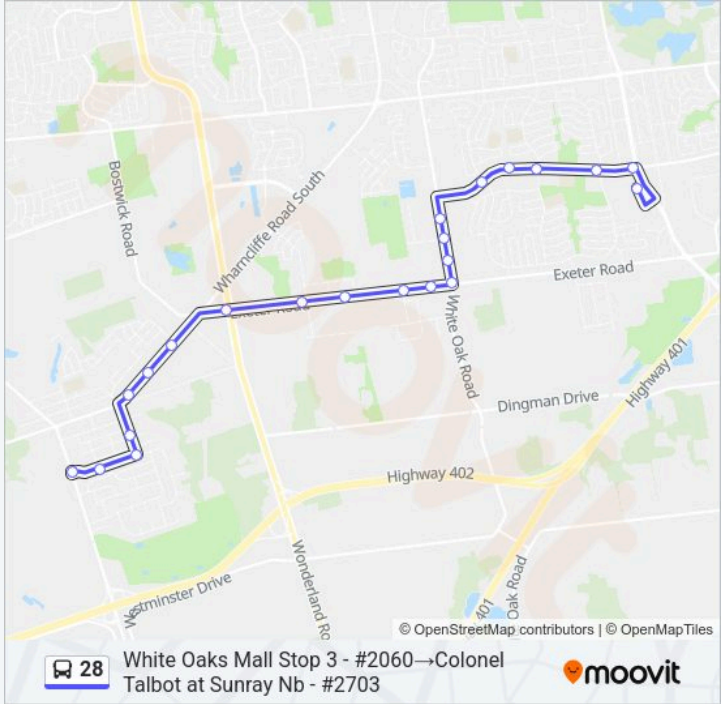 Bostwick Road
Wharncliffe Road South
Exeter Road
Exeter Road
White Oak Road
Highway 401
Dingman Drive
Highway 402
Westminster Drive
Wonderland Ro
401
Oak Road
© OpenStreetMap contributors | © OpenMapTiles
28
White Oaks Mall Stop 3 - #2060→Colonel
Talbot at Sunray Nb - #2703
moovit